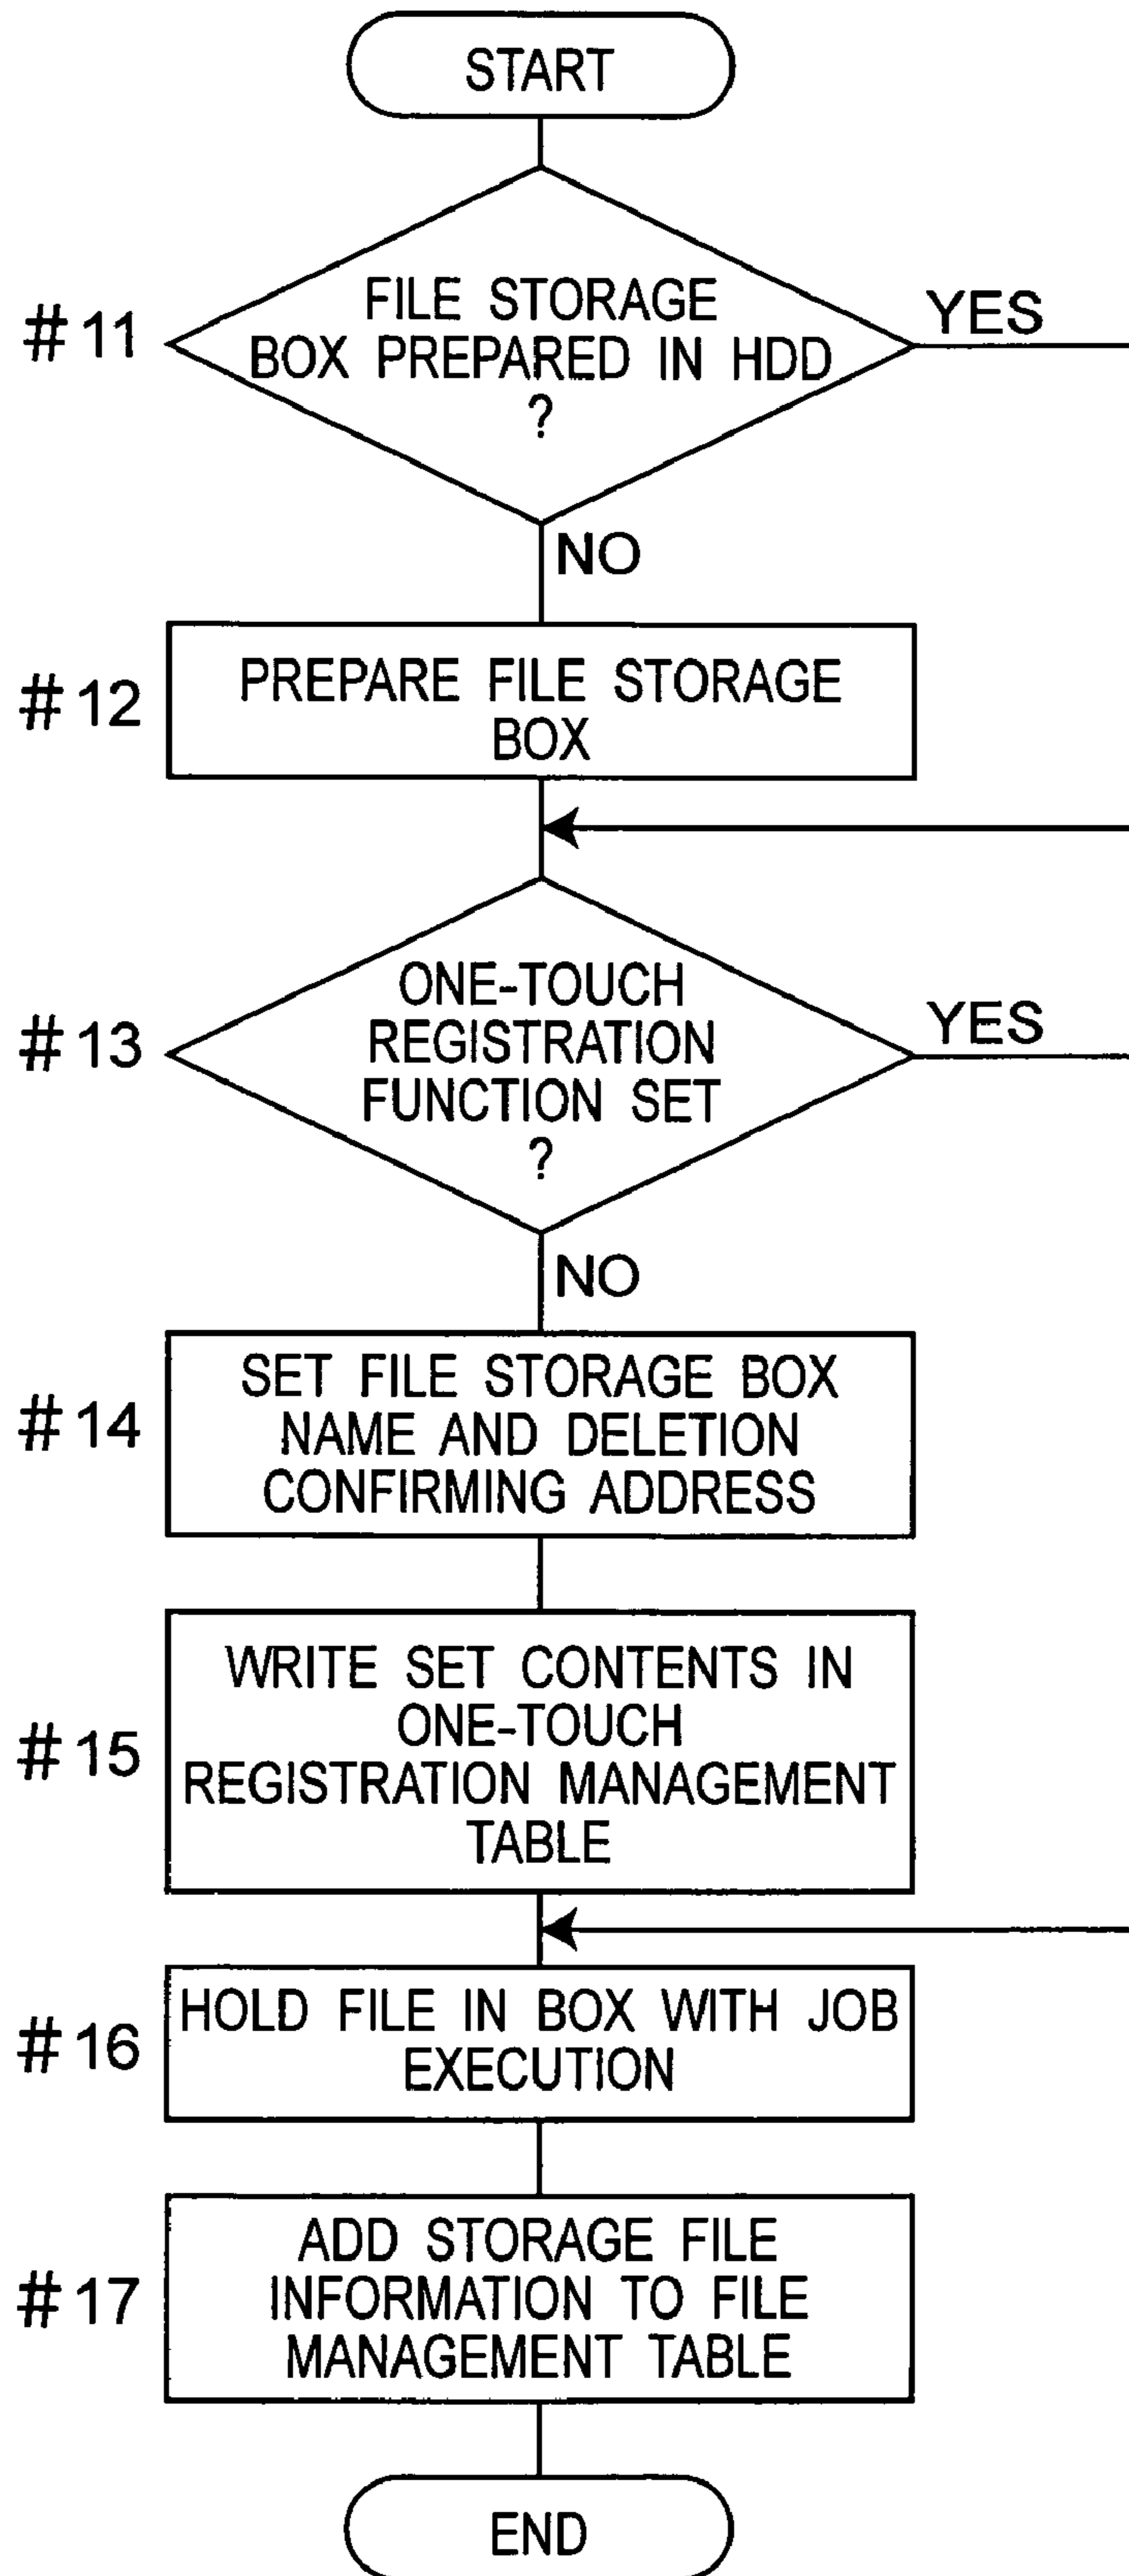 START
#11
FILE STORAGE
BOX PREPARED IN HDD
?
YES
NO
#12
PREPARE FILE STORAGE
BOX
#13
ONE-TOUCH
REGISTRATION
FUNCTION SET
?
YES
NO
#14
SET FILE STORAGE BOX
NAME AND DELETION
CONFIRMING ADDRESS
#15
WRITE SET CONTENTS IN
ONE-TOUCH
REGISTRATION MANAGEMENT
TABLE
#16
HOLD FILE IN BOX WITH JOB
EXECUTION
#17
ADD STORAGE FILE
INFORMATION TO FILE
MANAGEMENT TABLE
END